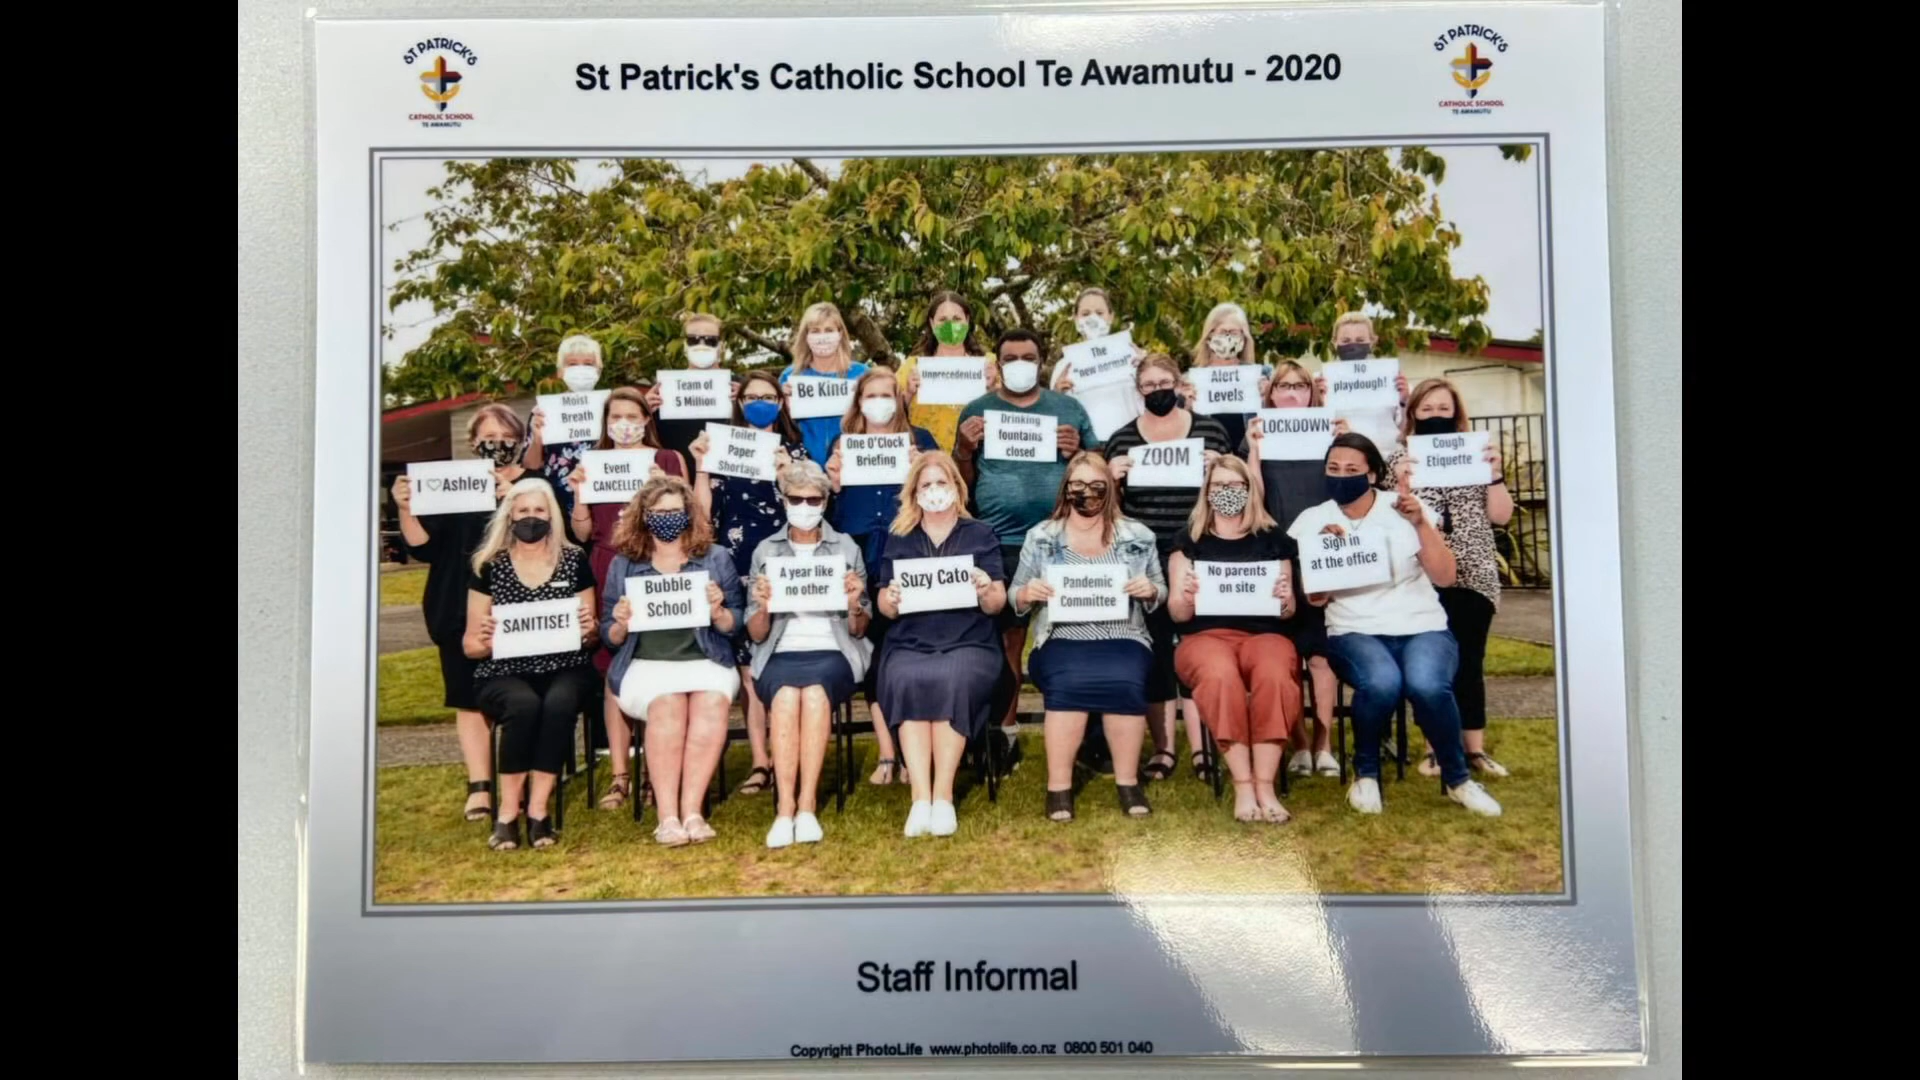 ST PATRICK'S
CATHOLIC SCHOOL
TE AWAMUTU
St Patrick's Catholic School Te Awamutu - 2020
ST PATRICK'S
CATHOLIC SCHOOL
TE AWAMUTU
Moist
Breath
Zone
Team of
5 Million
Be Kind
Unprecedented
The
"new normal"
Alert
Levels
No
playdough!
I ♡ Ashley
Event
CANCELLED
Toilet
Paper
Shortage
One O'Clock
Briefing
Drinking
fountains
closed
ZOOM
LOCKDOWN
Cough
Etiquette
SANITISE!
Bubble
School
A year like
no other
Suzy Cato
Pandemic
Committee
No parents
on site
Sign in
at the office
Staff Informal
Copyright PhotoLife www.photolife.co.nz 0800 501 040